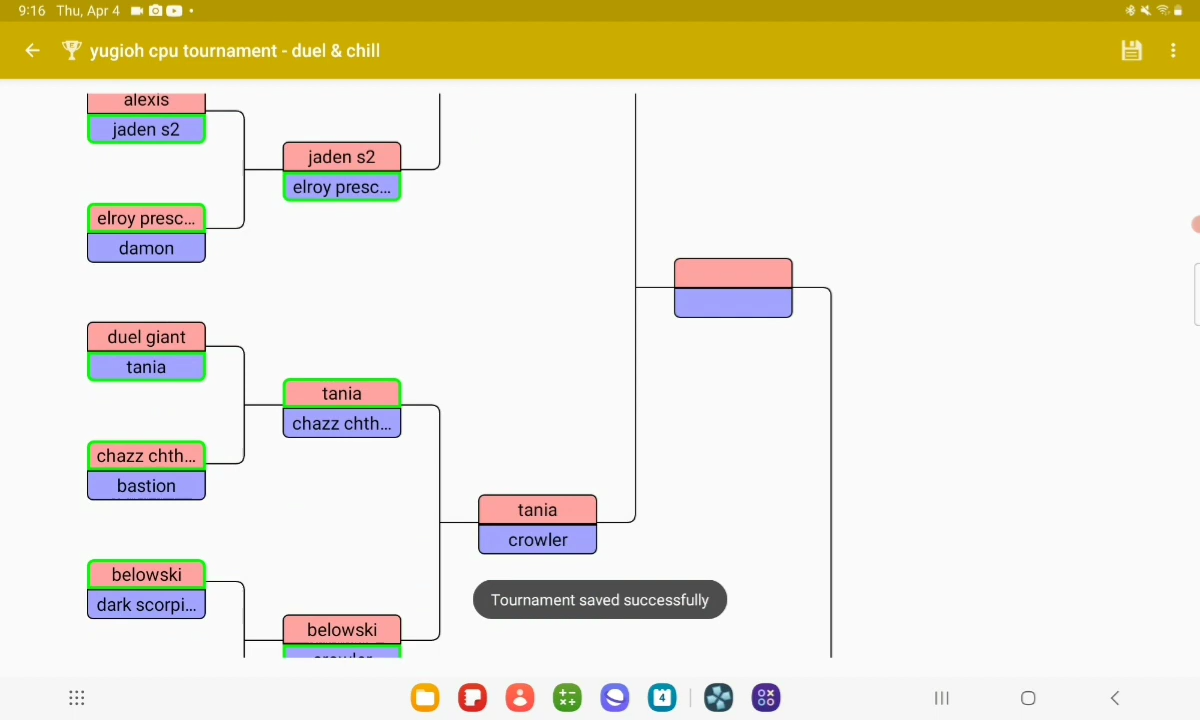 9:16 Thu, Apr 4
yugioh cpu tournament - duel & chill
alexis
jaden s2
jaden s2
elroy presc...
elroy presc...
damon
duel giant
tania
tania
chazz chth...
chazz chth...
bastion
tania
crowler
belowski
dark scorpi...
Tournament saved successfully
belowski
crowler
4